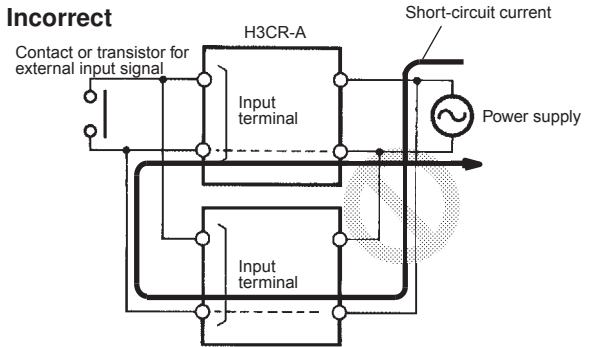 Incorrect
Short-circuit current
H3CR-A
Contact or transistor for
external input signal
Input
terminal
Power supply
Input
terminal